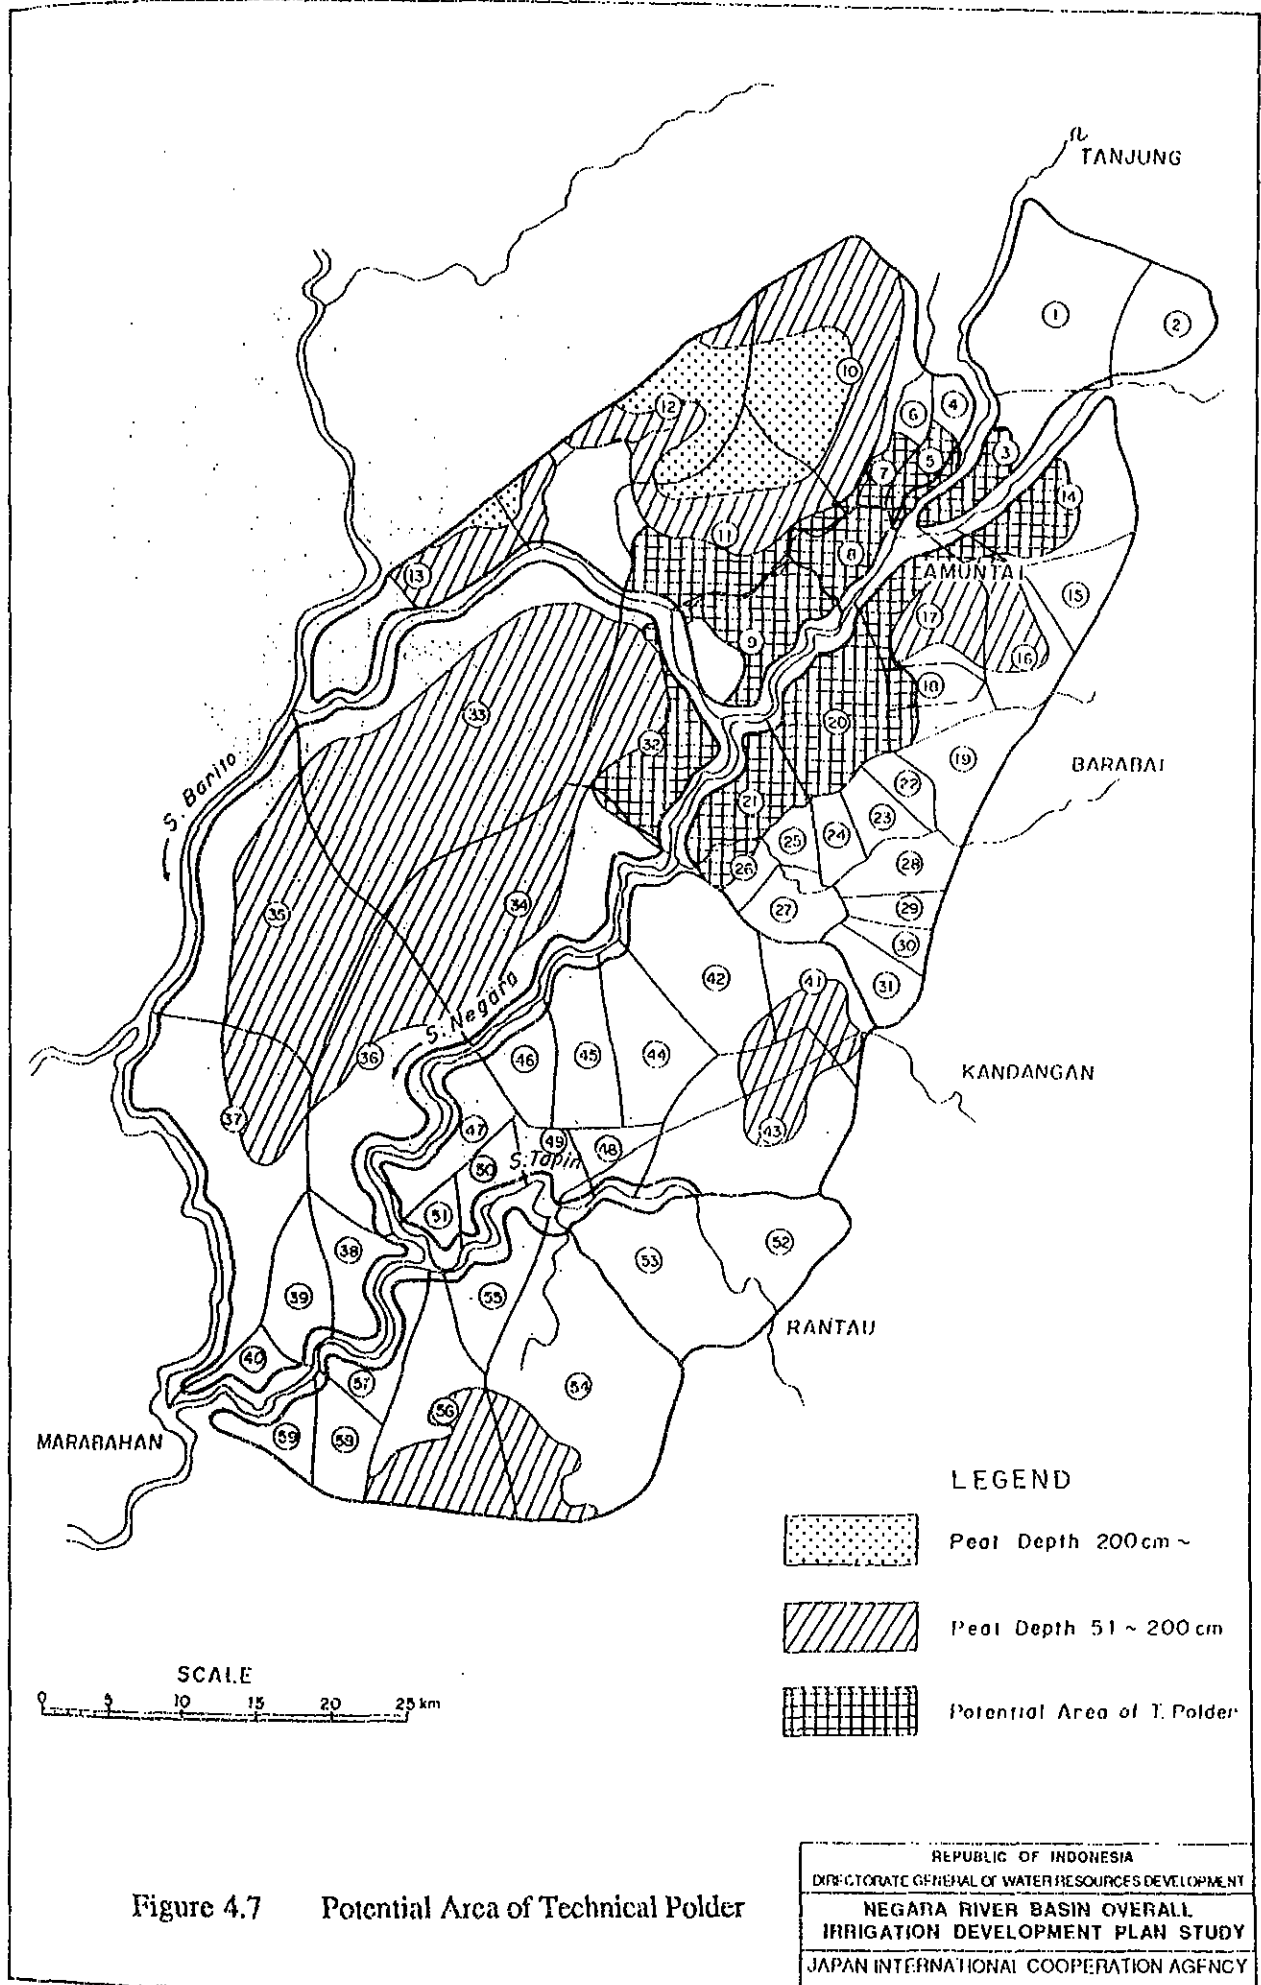 TANJUNG
1
2
10
12
6
4
7
5
3
14
11
8
13
AMUNTAI
15
17
9
16
18
33
20
32
19
BARABAI
S. Barito
22
21
23
24
25
26
28
35
34
27
29
30
42
41
31
S. Negara
36
46
45
44
KANDANGAN
37
47
49
48
43
S. Tapin
50
51
38
53
52
39
55
RANTAU
40
57
54
56
MARABAHAN
59
58
LEGEND
Peat Depth 200cm ~
Peat Depth 51 ~ 200 cm
Potential Area of T. Polder
SCALE
0 5 10 15 20 25 km
Figure 4.7 Potential Area of Technical Polder
REPUBLIC OF INDONESIA
DIRECTORATE GENERAL OF WATER RESOURCES DEVELOPMENT
NEGARA RIVER BASIN OVERALL
IRRIGATION DEVELOPMENT PLAN STUDY
JAPAN INTERNATIONAL COOPERATION AGENCY